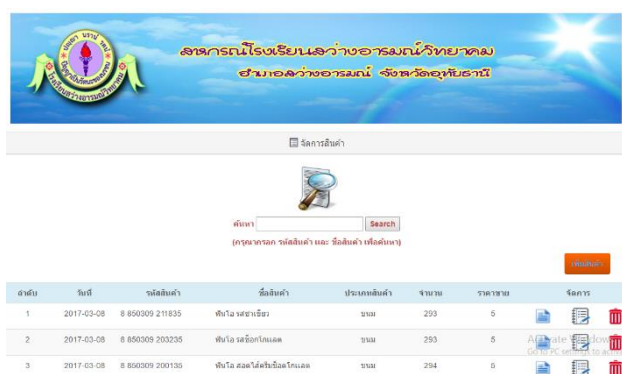 สหกรณ์โรงเรียนสว่างอารมณ์วิทยาคม
อำเภอสว่างอารมณ์ จังหวัดอุทัยธานี
จัดการสินค้า
ค้นหา Search
(กรุณากรอก รหัสสินค้า และ ชื่อสินค้า เพื่อค้นหา)
เพิ่มสินค้า
ลำดับ วันที่ รหัสสินค้า ชื่อสินค้า ประเภทสินค้า จำนวน ราคาขาย จัดการ
1 2017-03-08 8 850309 211835 ฟันโอ รสชาเขียว ขนม 293 5
2 2017-03-08 8 850309 203235 ฟันโอ รสช็อกโกแลต ขนม 293 5
3 2017-03-08 8 850309 200135 ฟันโอ สอดไส้ครีมช็อคโกแลต ขนม 294 5
Activate Windows
Go to PC settings to